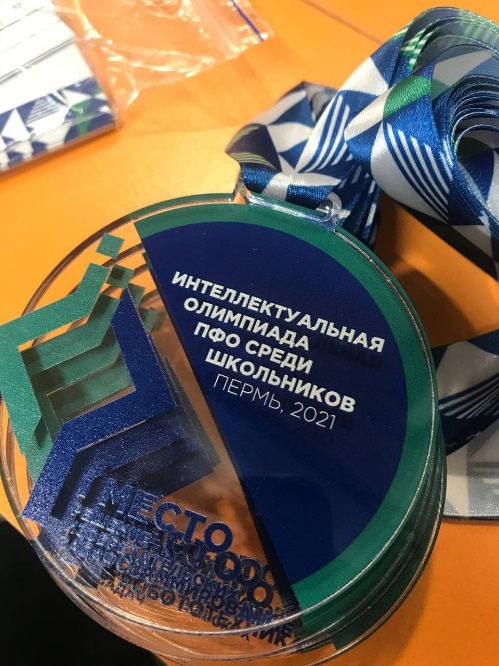 ИНТЕЛЛЕКТУАЛЬНАЯ
ОЛИМПИАДА
ПФО СРЕДИ
ШКОЛЬНИКОВ
ПЕРМЬ, 2021
МЕСТО